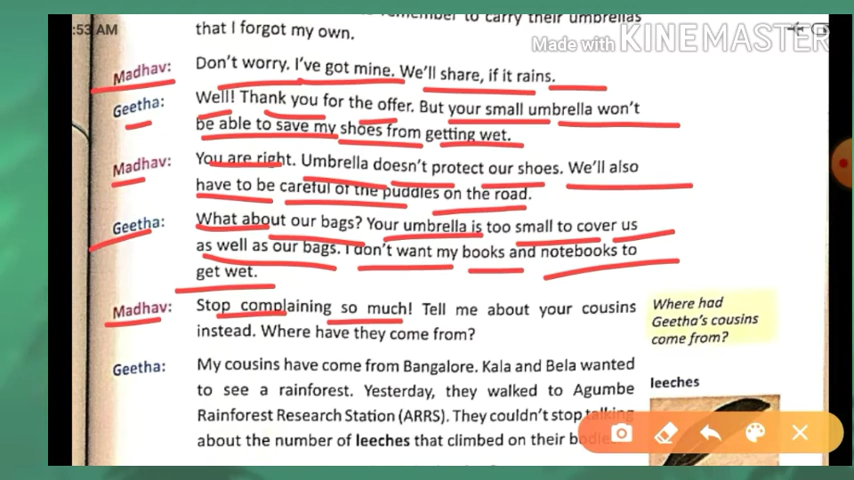 to carry their umbrellas
that I forgot my own.
:53 AM
Made with KINEMASTER
Madhav: Don't worry. I've got mine. We'll share, if it rains.
Geetha: Well! Thank you for the offer. But your small umbrella won't
be able to save my shoes from getting wet.
Madhav: You are right. Umbrella doesn't protect our shoes. We'll also
have to be careful of the puddles on the road.
Geetha: What about our bags? Your umbrella is too small to cover us
as well as our bags. I don't want my books and notebooks to
get wet.
Madhav: Stop complaining so much! Tell me about your cousins
instead. Where have they come from?
Where had
Geetha's cousins
come from?
Geetha: My cousins have come from Bangalore. Kala and Bela wanted
to see a rainforest. Yesterday, they walked to Agumbe
Rainforest Research Station (ARRS). They couldn't stop talking
about the number of leeches that climbed on their
leeches